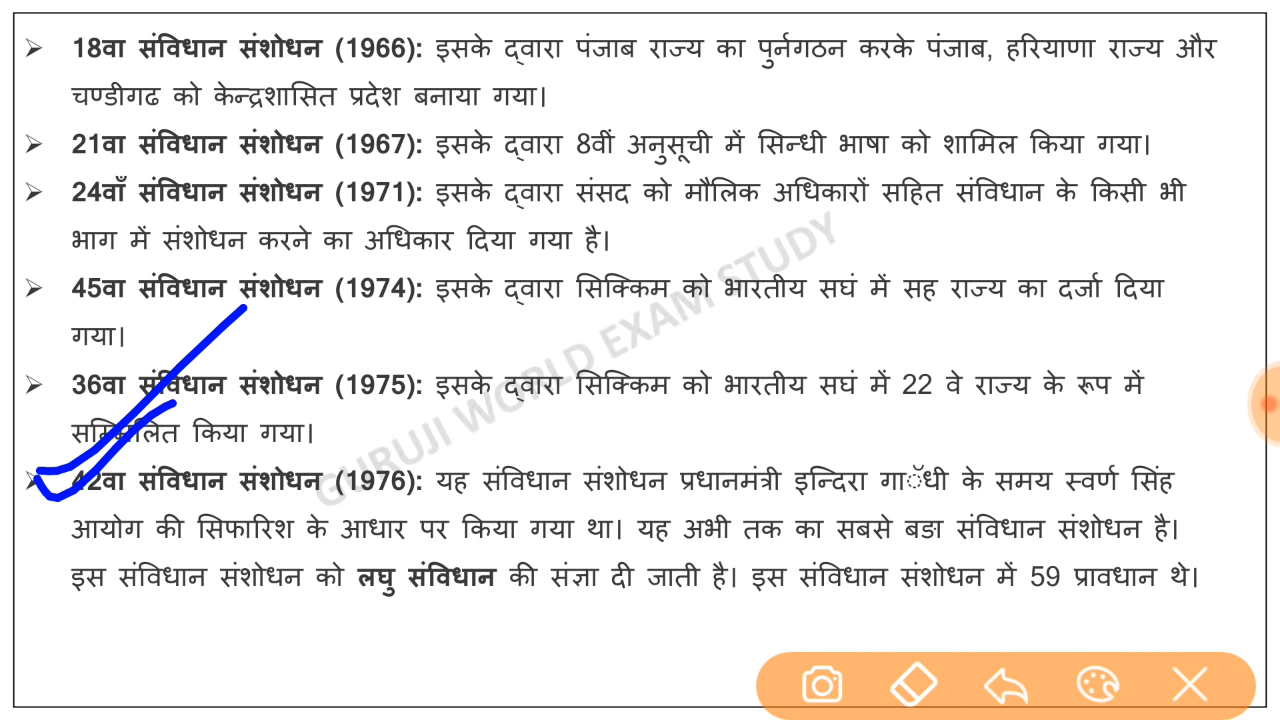 ➢ 18वा संविधान संशोधन (1966): इसके द्वारा पंजाब राज्य का पुर्नगठन करके पंजाब, हरियाणा राज्य और
चण्डीगढ को केन्द्रशासित प्रदेश बनाया गया।
➢ 21वा संविधान संशोधन (1967): इसके द्वारा 8वीं अनुसूची में सिन्धी भाषा को शामिल किया गया।
➢ 24वाँ संविधान संशोधन (1971): इसके द्वारा संसद को मौलिक अधिकारों सहित संविधान के किसी भी
भाग में संशोधन करने का अधिकार दिया गया है।
➢ 45वा संविधान संशोधन (1974): इसके द्वारा सिक्किम को भारतीय सघं में सह राज्य का दर्जा दिया
गया।
➢ 36वा संविधान संशोधन (1975): इसके द्वारा सिक्किम को भारतीय सघं में 22 वे राज्य के रूप में
सम्मिलित किया गया।
➢ 42वा संविधान संशोधन (1976): यह संविधान संशोधन प्रधानमंत्री इन्दिरा गाॅधी के समय स्वर्ण सिंह
आयोग की सिफारिश के आधार पर किया गया था। यह अभी तक का सबसे बडा संविधान संशोधन है।
इस संविधान संशोधन को लघु संविधान की संज्ञा दी जाती है। इस संविधान संशोधन में 59 प्रावधान थे।
GURUJI WORLD EXAM STUDY